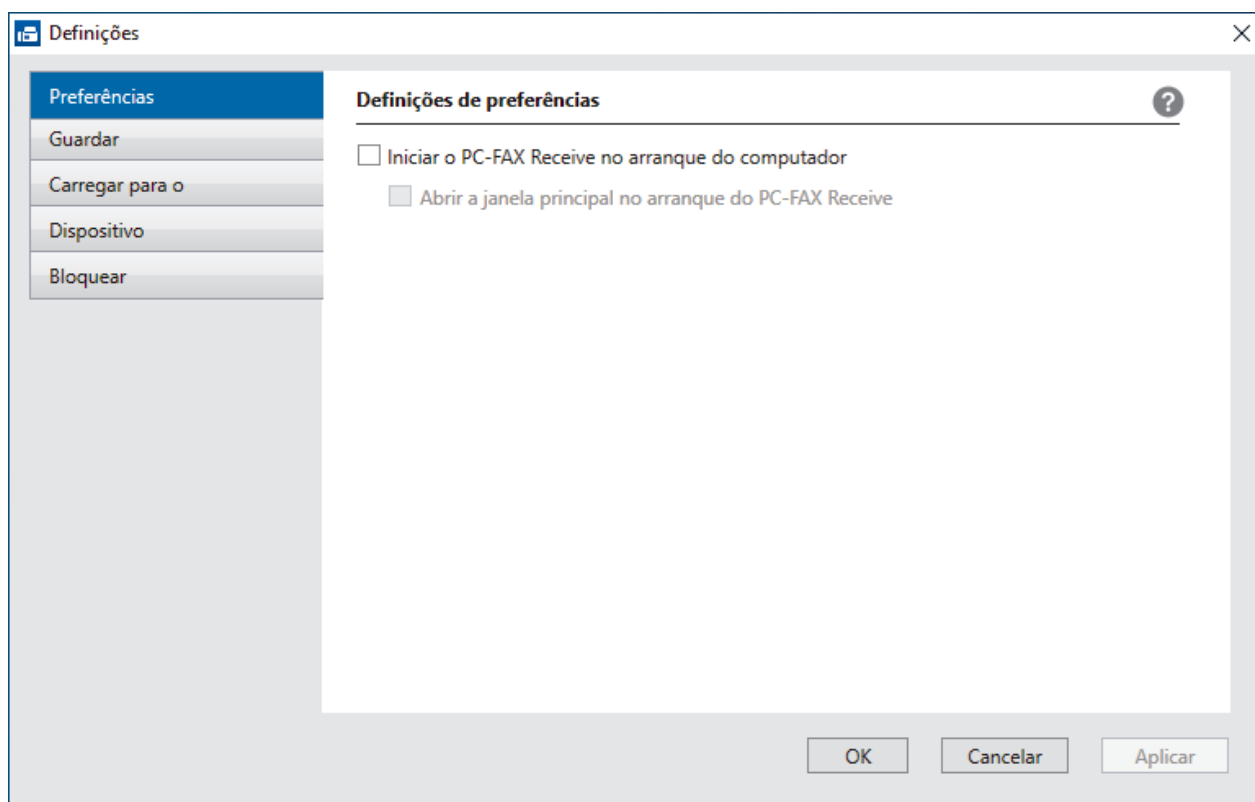 Definições
Preferências
Guardar
Carregar para o
Dispositivo
Bloquear
Definições de preferências
?
Iniciar o PC-FAX Receive no arranque do computador
Abrir a janela principal no arranque do PC-FAX Receive
OK
Cancelar
Aplicar